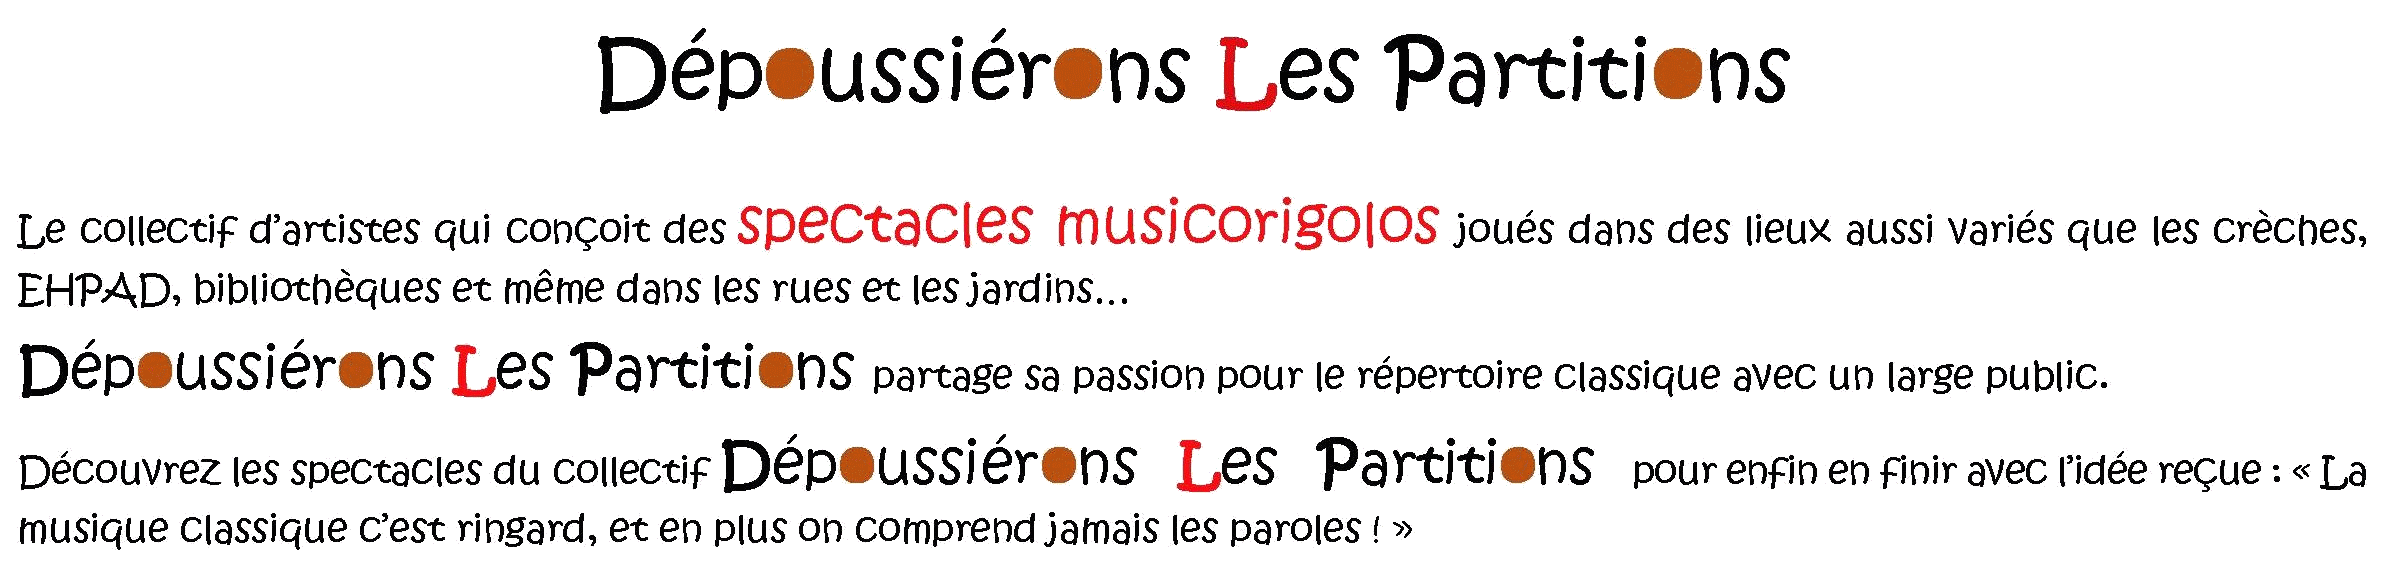 Dépoussiérons Les Partitions
Le collectif d’artistes qui conçoit des spectacles musicorigolos joués dans des lieux aussi variés que les crèches,
EHPAD, bibliothèques et même dans les rues et les jardins...
Dépoussiérons Les Partitions partage sa passion pour le répertoire classique avec un large public.
Découvrez les spectacles du collectif Dépoussiérons Les Partitions pour enfin en finir avec l’idée reçue : « La
musique classique c’est ringard, et en plus on comprend jamais les paroles ! »